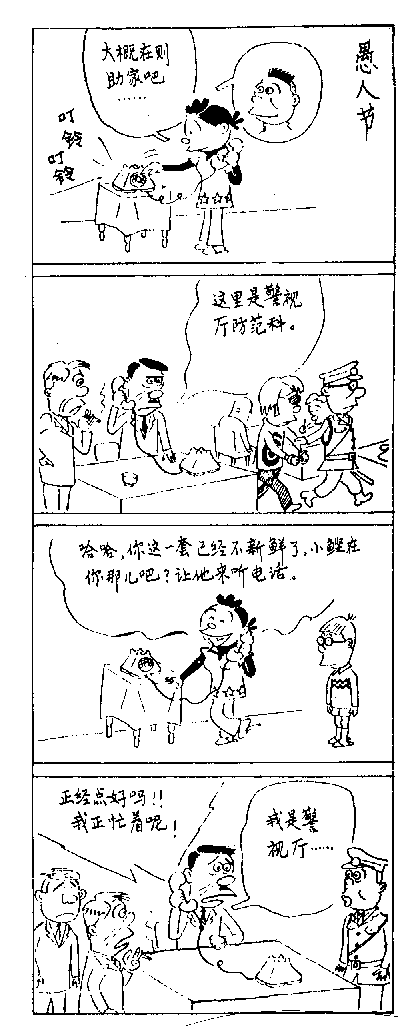 愚人节
大概在则
助家吧
……
叮铃
叮铃
这里是警视
厅防范科。
哈哈，你这一套已经不新鲜了，小鲣在
你那儿吧？让他来听电话。
正经点好吗！！
我正忙着呢！
我是警
视厅……